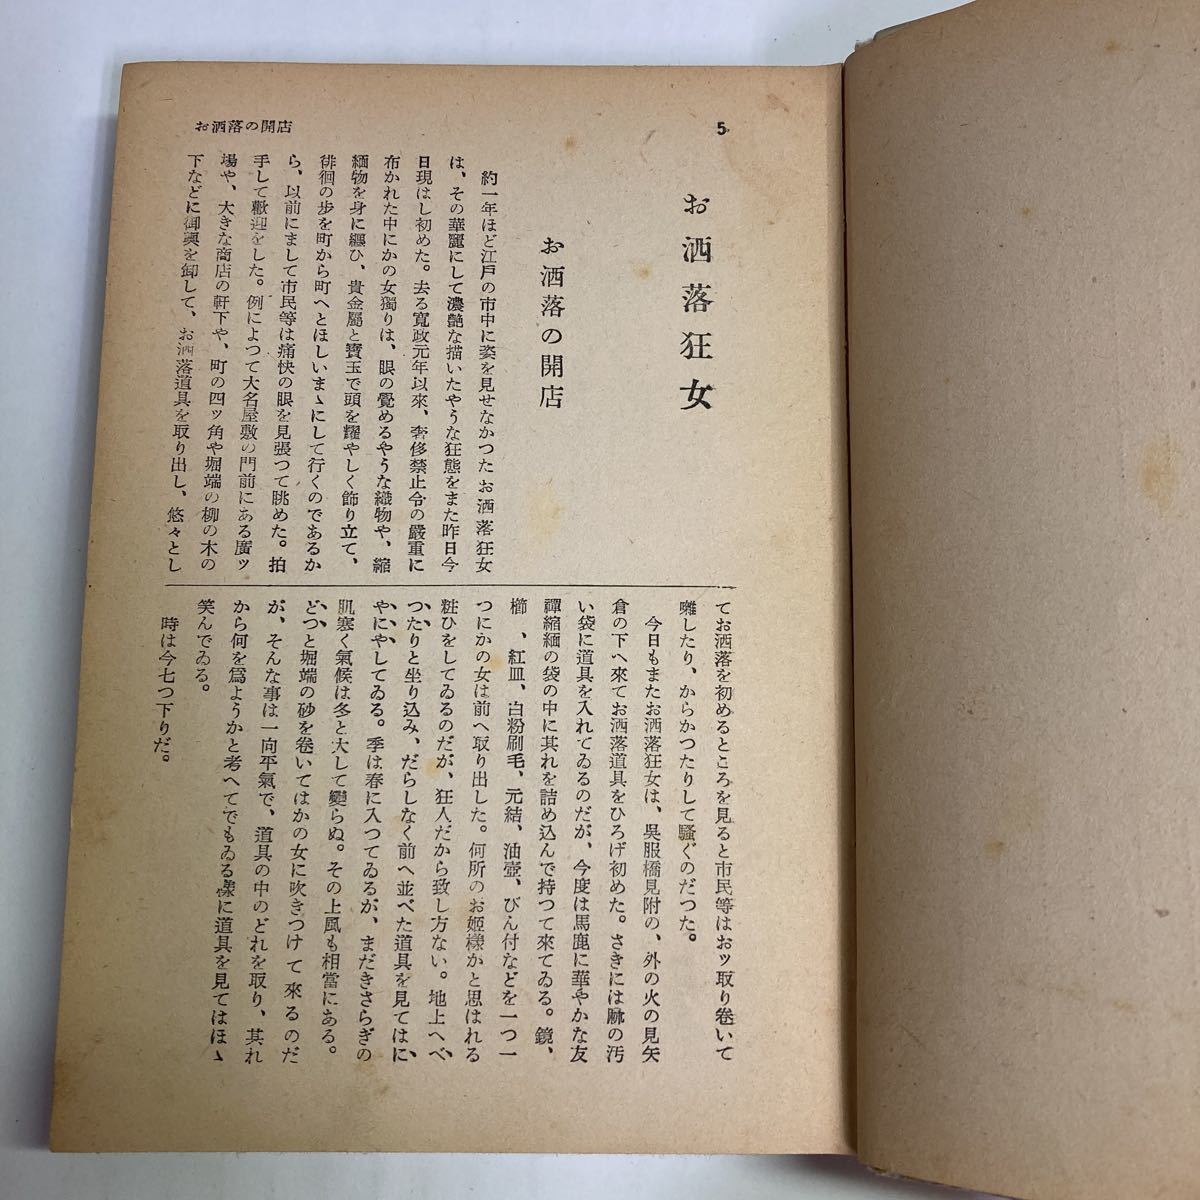 お洒落の開店
5
お洒落狂女
お洒落の開店
約一年ほど江戸の市中に姿を見せなかつたお洒落狂女
は、その華麗にして濃艶な描いたやうな狂態をまた昨日今
日現はし初めた。去る寛政元年以來、奢侈禁止令の嚴重に
布かれた中にかの女獨りは、眼の覺めるやうな織物や、縮
緬物を身に纒ひ、貴金屬と寶玉で頭を耀やしく飾り立て、
徘徊の步を町から町へとほしいまゝにして行くのであるか
ら、以前にまして市民等は痛快の眼を見張つて眺めた。拍
手して歡迎をした。例によつて大名屋敷の門前にある廣ッ
場や、大きな商店の軒下や、町の四ッ角や堀端の柳の木の
下などに御輿を卸して、お洒落道具を取り出し、悠々とし
てお洒落を初めるところを見ると市民等はおッ取り卷いて
囃したり、からかつたりして騷ぐのだつた。
今日もまたお洒落狂女は、吳服橋見附の、外の火の見矢
倉の下へ來てお洒落道具をひろげ初めた。さきには麻の汚
い袋に道具を入れてゐるのだが、今度は馬鹿に華やかな友
禪縮緬の袋の中に其れを詰め込んで持つて來てゐる。鏡、
櫛、紅皿、白粉刷毛、元結、油壺、びん付などを一つ一
つにかの女は前へ取り出した。何所のお姬樣かと思はれる
粧ひをしてゐるのだが、狂人だから致し方ない。地上へべ
つたりと坐り込み、だらしなく前へ並べた道具を見てはに
やにやしてゐる。季は春に入つてゐるが、まだきさらぎの
肌寒く氣候は冬と大して變らぬ。その上風も相當にある。
どつと堀端の砂を卷いてはかの女に吹きつけて來るのだ
が、そんな事は一向平氣で、道具の中のどれを取り、其れ
から何を爲ようかと考へてでもゐる樣に道具を見てはほゝ
笑んでゐる。
時は今七つ下りだ。